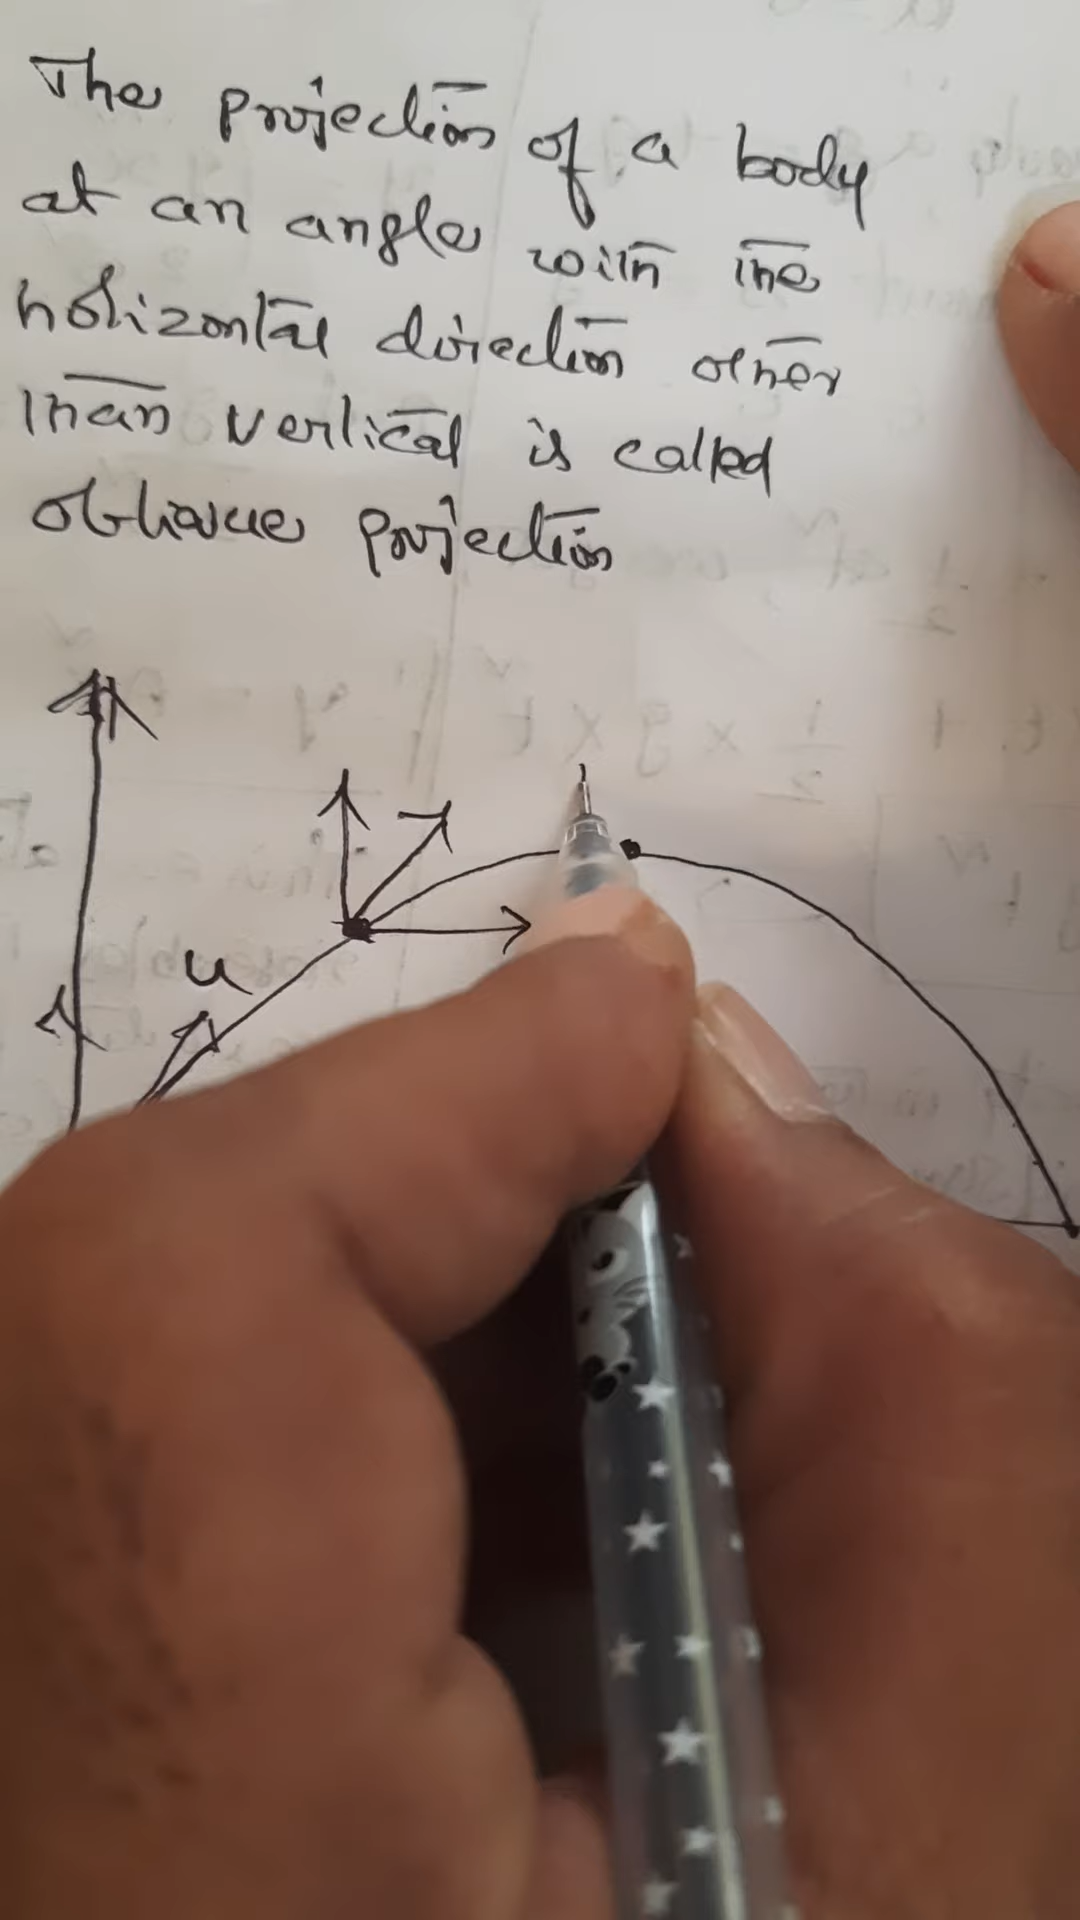 The projection of a body
at an angle with the
horizontal direction other
than vertical is called
oblique projection
u